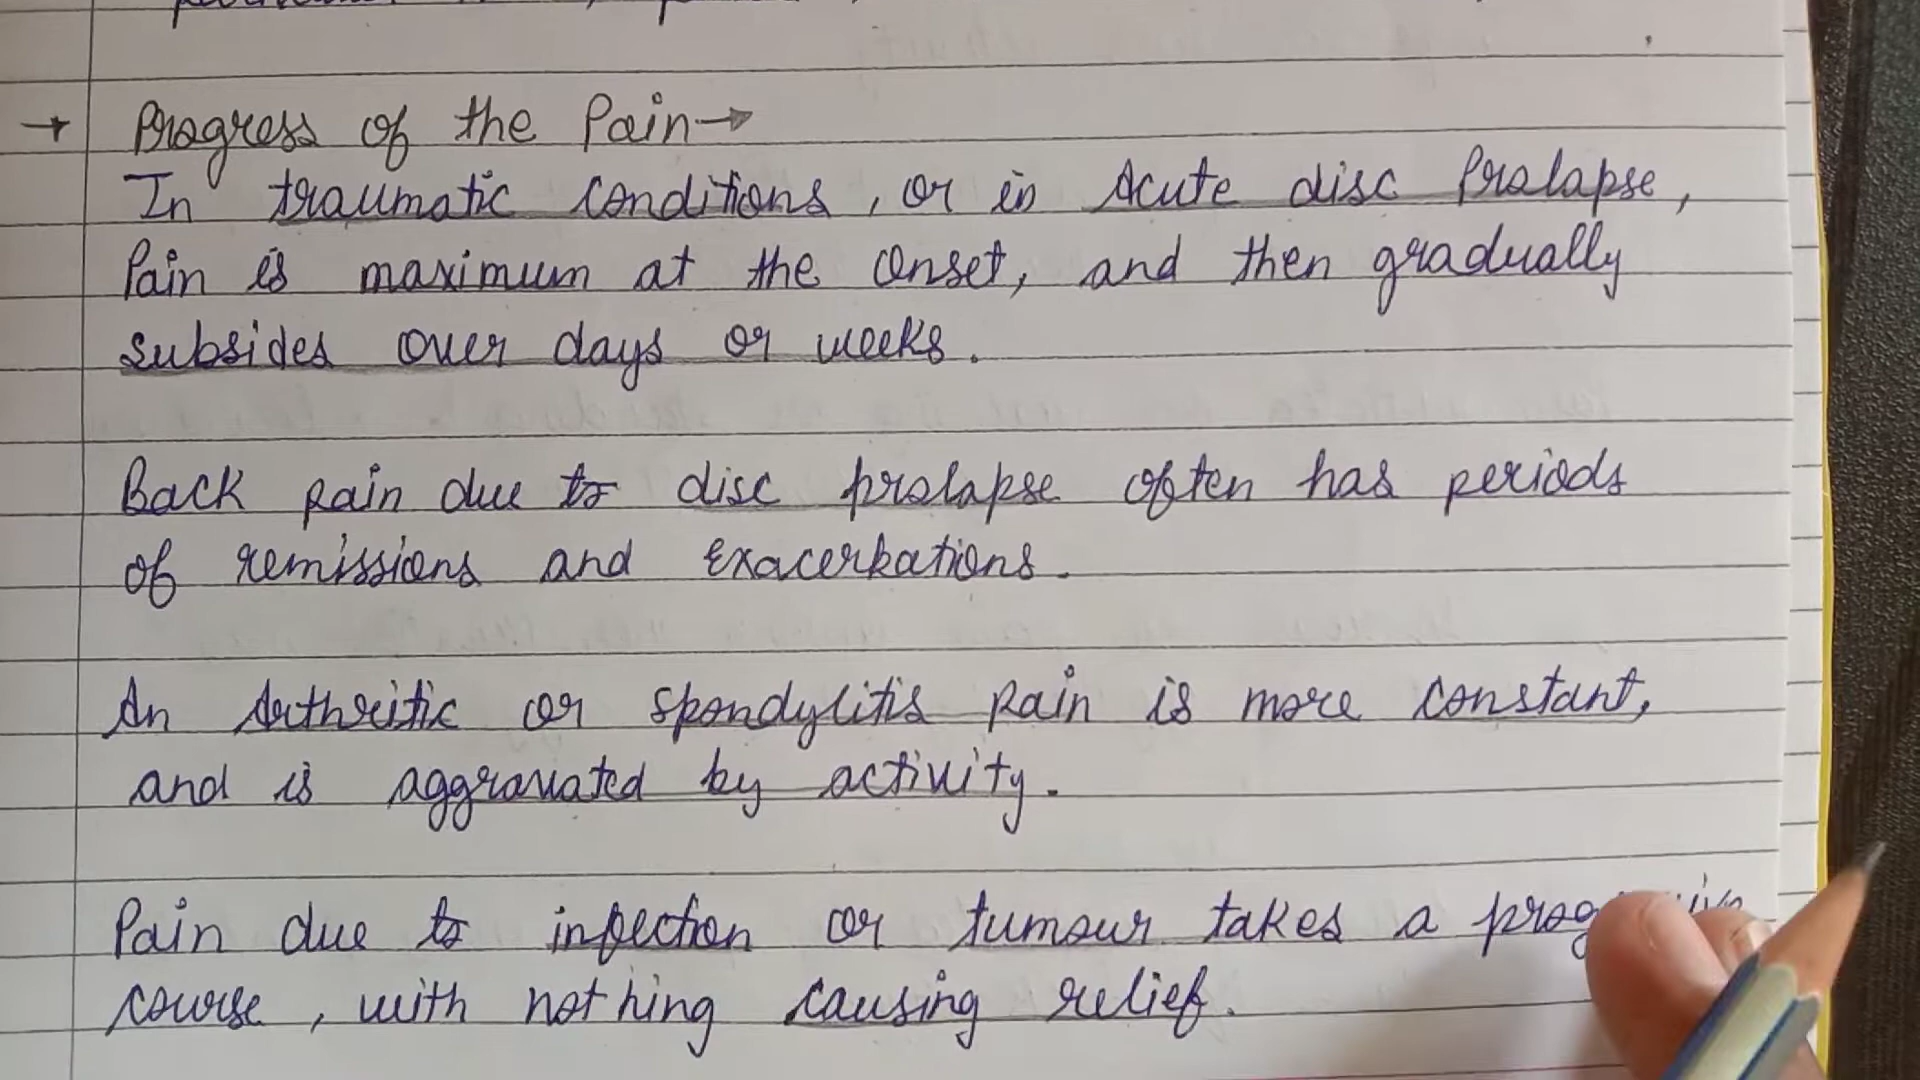 → Progress of the Pain →
In traumatic conditions, or in Acute disc Prolapse,
Pain is maximum at the onset, and then gradually
subsides over days or weeks.
Back pain due to disc prolapse often has periods
of remissions and exacerbations.
An Arthritic or spondylitis pain is more constant,
and is aggravated by activity.
Pain due to infection or tumour takes a
course, with nothing causing relief.